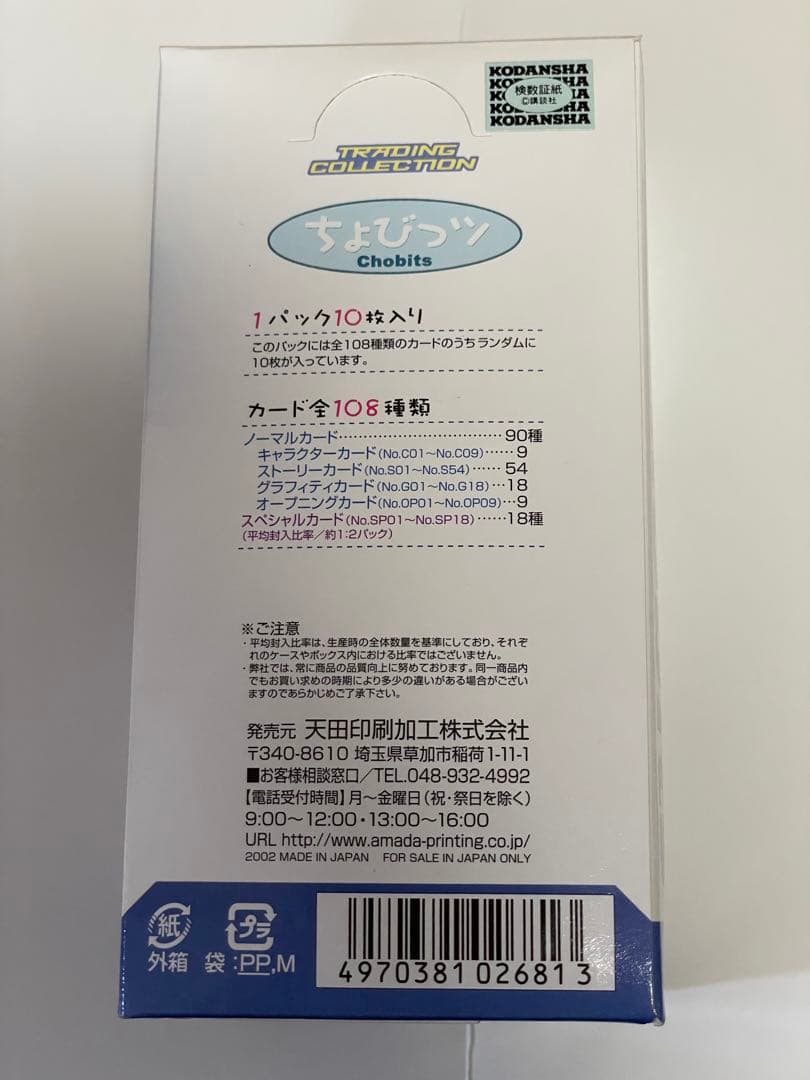 KODANSHA
検数証紙
©講談社
KODANSHA
TRADING
COLLECTION
ちょびっツ
Chobits
1パック10枚入り
このパックには全108種類のカードのうちランダムに
10枚が入っています。
カード全108種類
ノーマルカード……………………………90種
キャラクターカード(No.C01〜No.C09)……9
ストーリーカード(No.S01〜No.S54)……54
グラフィティカード(No.G01〜No.G18)…18
オープニングカード(No.OP01〜No.OP09)…9
スペシャルカード(No.SP01〜No.SP18)……18種
(平均封入比率／約1:2パック)
※ご注意
・平均封入比率は、生産時の全体数量を基準にしており、それぞ
れのケースやボックス内における比率ではございません。
・弊社では、常に商品の品質向上に努めております。同一商品内
でもお買い求めの時期により多少の違いがある場合がござい
ますのであらかじめご了承下さい。
発売元 天田印刷加工株式会社
〒340-8610 埼玉県草加市稲荷1-11-1
■お客様相談窓口／TEL.048-932-4992
【電話受付時間】月〜金曜日(祝・祭日を除く)
9:00〜12:00・13:00〜16:00
URL http://www.amada-printing.co.jp/
2002 MADE IN JAPAN FOR SALE IN JAPAN ONLY
紙 プラ
外箱 袋:PP,M
4970381026813